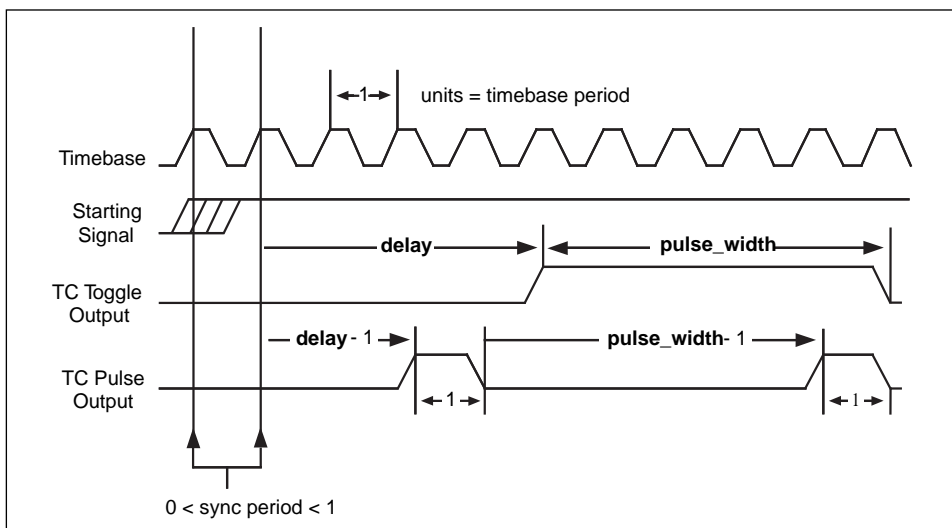 1
units = timebase period
Timebase
Starting
Signal
delay
pulse_width
TC Toggle
Output
delay - 1
pulse_width- 1
TC Pulse
Output
1
1
0 < sync period < 1